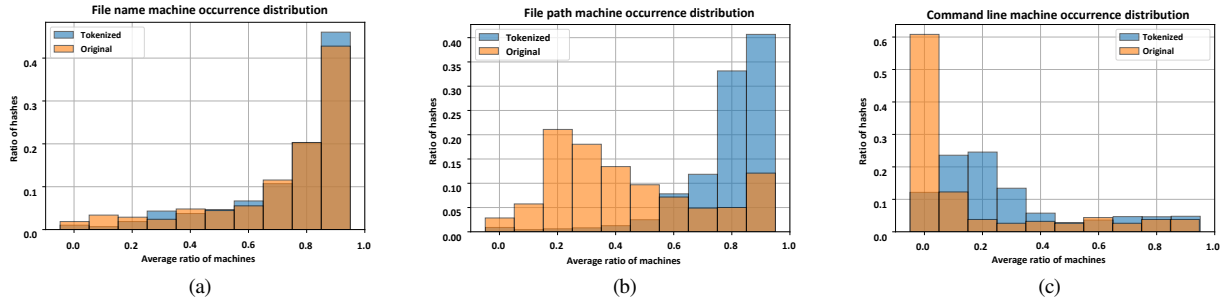 File name machine occurrence distribution
Tokenized
Original
Ratio of hashes
0.4
0.3
0.2
0.1
0.0
0.0 0.2 0.4 0.6 0.8 1.0
Average ratio of machines
(a)
File path machine occurrence distribution
Tokenized
Original
Ratio of hashes
0.40
0.35
0.30
0.25
0.20
0.15
0.10
0.05
0.00
0.0 0.2 0.4 0.6 0.8 1.0
Average ratio of machines
(b)
Command line machine occurrence distribution
Tokenized
Original
Ratio of hashes
0.6
0.5
0.4
0.3
0.2
0.1
0.0
0.0 0.2 0.4 0.6 0.8 1.0
Average ratio of machines
(c)